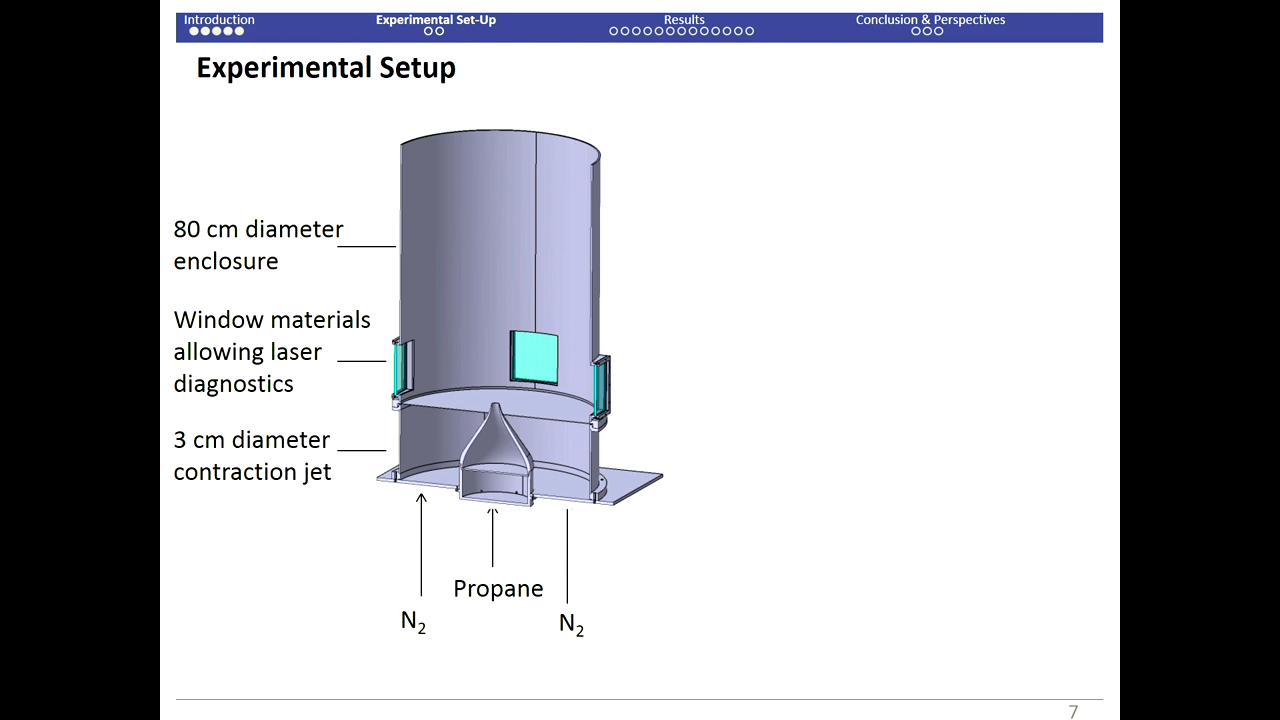 Introduction
Experimental Set-Up
Results
Conclusion & Perspectives
Experimental Setup
80 cm diameter
enclosure
Window materials
allowing laser
diagnostics
3 cm diameter
contraction jet
Propane
N₂
N₂
7